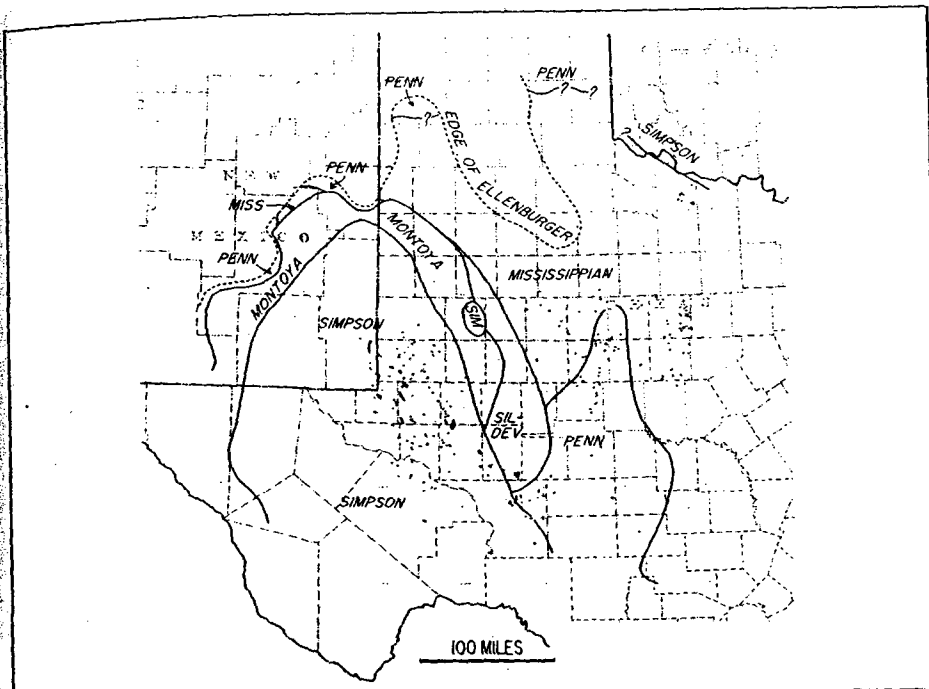 PENN
?
PENN
? ?
EDGE OF ELLENBURGER
? SIMPSON
NEW
PENN
MISS
MEXICO
MONTOYA
PENN
MONTOYA
MISSISSIPPIAN
SIMPSON
SIM
SIL-
DEV
PENN
SIMPSON
100 MILES